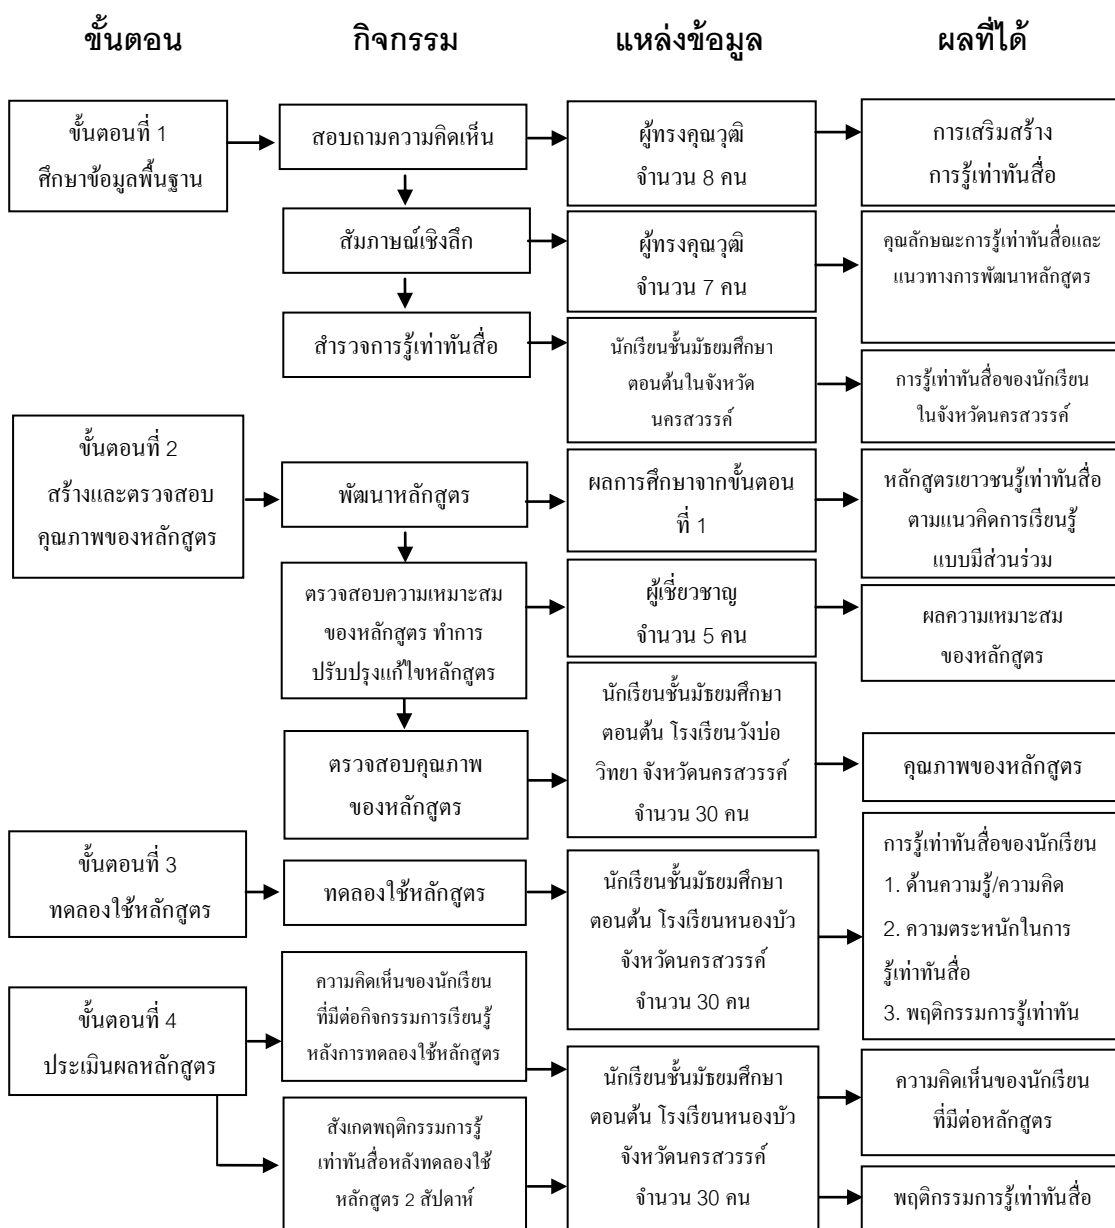 ขั้นตอน
กิจกรรม
แหล่งข้อมูล
ผลที่ได้
ขั้นตอนที่ 1
ศึกษาข้อมูลพื้นฐาน
สอบถามความคิดเห็น
ผู้ทรงคุณวุฒิ
จำนวน 8 คน
การเสริมสร้าง
การรู้เท่าทันสื่อ
สัมภาษณ์เชิงลึก
ผู้ทรงคุณวุฒิ
จำนวน 7 คน
คุณลักษณะการรู้เท่าทันสื่อและ
แนวทางการพัฒนาหลักสูตร
สำรวจการรู้เท่าทันสื่อ
นักเรียนชั้นมัธยมศึกษา
ตอนต้นในจังหวัด
นครสวรรค์
การรู้เท่าทันสื่อของนักเรียน
ในจังหวัดนครสวรรค์
ขั้นตอนที่ 2
สร้างและตรวจสอบ
คุณภาพของหลักสูตร
พัฒนาหลักสูตร
ผลการศึกษาจากขั้นตอน
ที่ 1
หลักสูตรเยาวชนรู้เท่าทันสื่อ
ตามแนวคิดการเรียนรู้
แบบมีส่วนร่วม
ตรวจสอบความเหมาะสม
ของหลักสูตร ทำการ
ปรับปรุงแก้ไขหลักสูตร
ผู้เชี่ยวชาญ
จำนวน 5 คน
ผลความเหมาะสม
ของหลักสูตร
ตรวจสอบคุณภาพ
ของหลักสูตร
นักเรียนชั้นมัธยมศึกษา
ตอนต้น โรงเรียนวังบ่อ
วิทยา จังหวัดนครสวรรค์
จำนวน 30 คน
คุณภาพของหลักสูตร
ขั้นตอนที่ 3
ทดลองใช้หลักสูตร
ทดลองใช้หลักสูตร
นักเรียนชั้นมัธยมศึกษา
ตอนต้น โรงเรียนหนองบัว
จังหวัดนครสวรรค์
จำนวน 30 คน
การรู้เท่าทันสื่อของนักเรียน
1. ด้านความรู้/ความคิด
2. ความตระหนักในการ
รู้เท่าทันสื่อ
3. พฤติกรรมการรู้เท่าทัน
ขั้นตอนที่ 4
ประเมินผลหลักสูตร
ความคิดเห็นของนักเรียน
ที่มีต่อกิจกรรมการเรียนรู้
หลังการทดลองใช้หลักสูตร
นักเรียนชั้นมัธยมศึกษา
ตอนต้น โรงเรียนหนองบัว
จังหวัดนครสวรรค์
จำนวน 30 คน
ความคิดเห็นของนักเรียน
ที่มีต่อหลักสูตร
สังเกตพฤติกรรมการรู้
เท่าทันสื่อหลังทดลองใช้
หลักสูตร 2 สัปดาห์
พฤติกรรมการรู้เท่าทันสื่อ